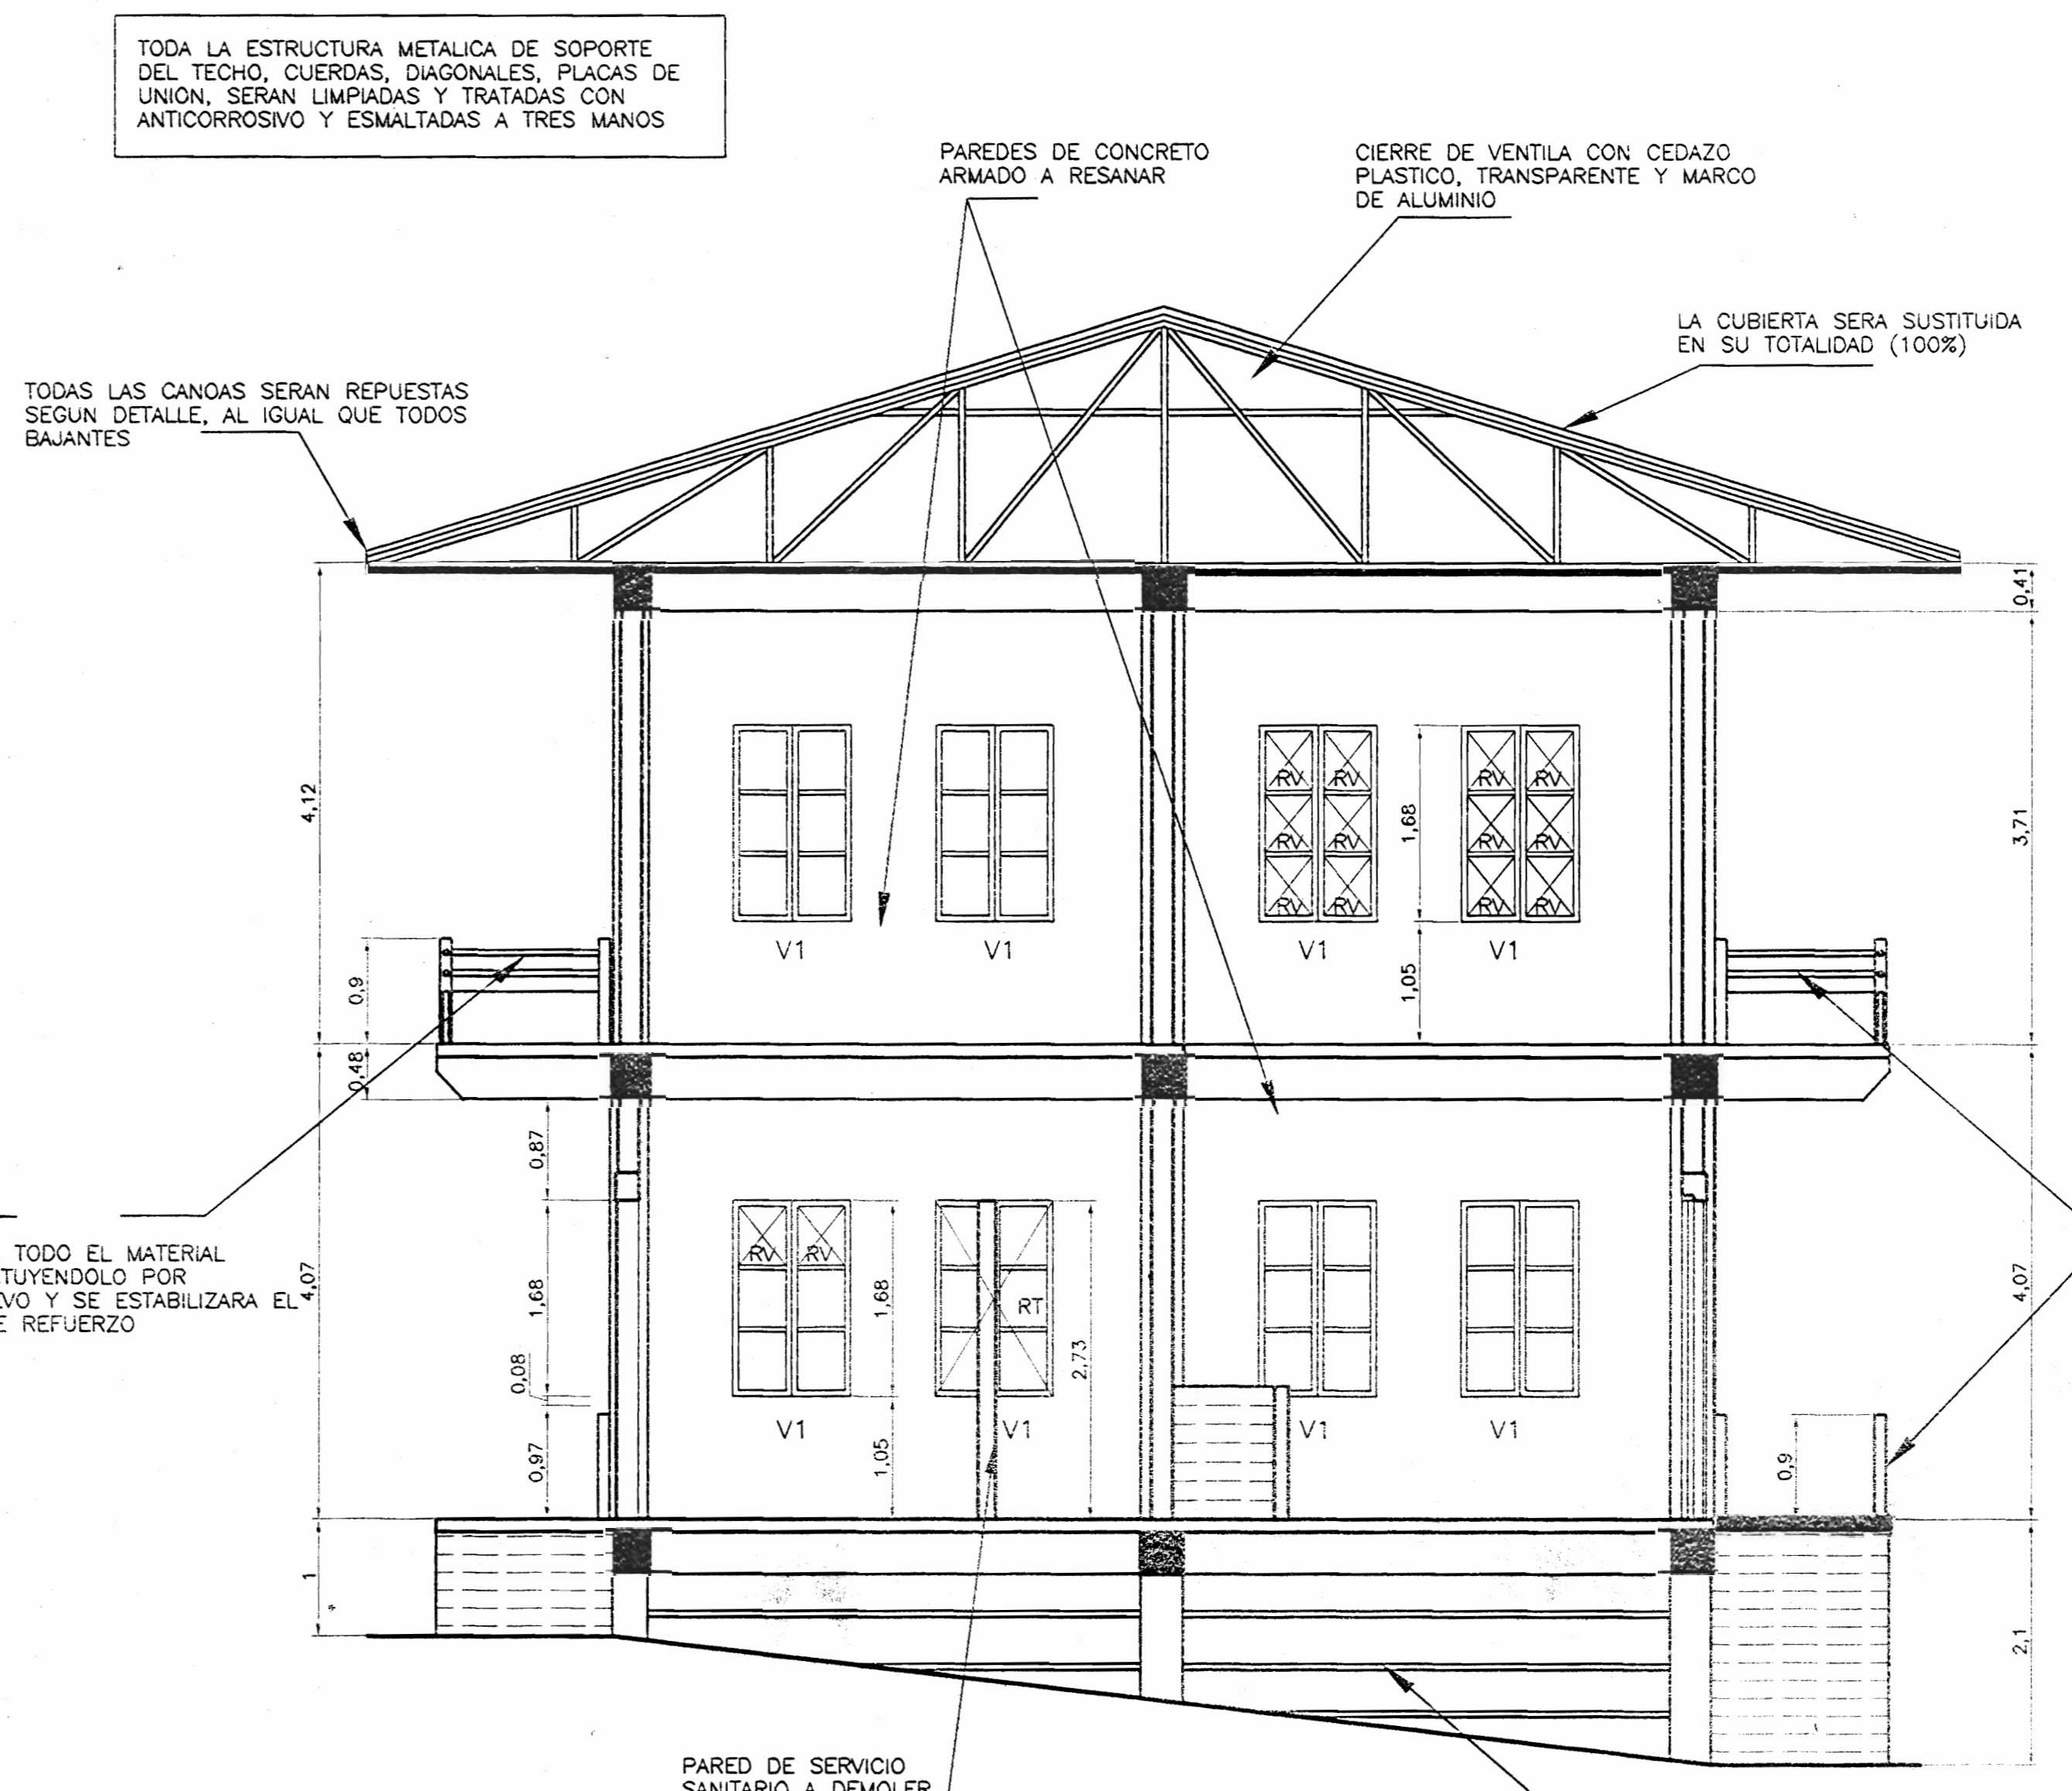 TODA LA ESTRUCTURA METALICA DE SOPORTE
DEL TECHO, CUERDAS, DIAGONALES, PLACAS DE
UNION, SERAN LIMPIADAS Y TRATADAS CON
ANTICORROSIVO Y ESMALTADAS A TRES MANOS
PAREDES DE CONCRETO
ARMADO A RESANAR
CIERRE DE VENTILA CON CEDAZO
PLASTICO, TRANSPARENTE Y MARCO
DE ALUMINIO
LA CUBIERTA SERA SUSTITUIDA
EN SU TOTALIDAD (100%)
TODAS LAS CANOAS SERAN REPUESTAS
SEGUN DETALLE, AL IGUAL QUE TODOS
BAJANTES
0,41
4,12
3,71
RV RV RV RV
RV RV RV RV
RV RV RV RV
1,68
V1 V1 V1 V1
1,05
0,9
0,48
0,87
TODO EL MATERIAL
TUYENDOLO POR
VO Y SE ESTABILIZARA EL
E REFUERZO
4,07
1,68
0,08
0,97
RV RV
1,68
RT
2,73
1,05
V1 V1 V1 V1
4,07
0,9
1
2,1
PARED DE SERVICIO
SANITARIO A DEMOLER